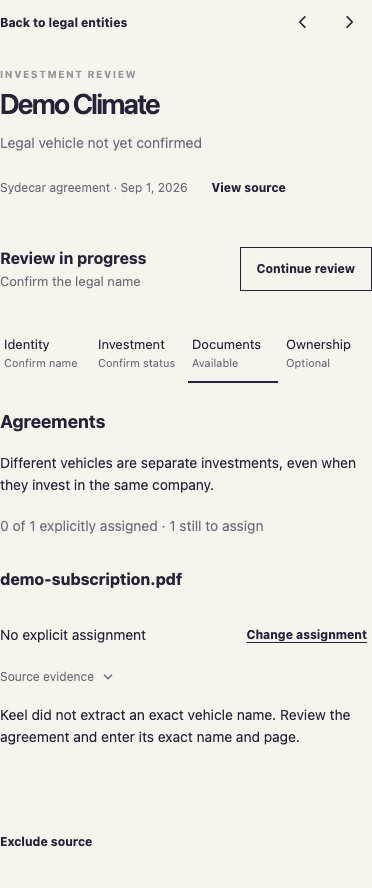 Back to legal entities
INVESTMENT REVIEW
Demo Climate
Legal vehicle not yet confirmed
Sydecar agreement · Sep 1, 2026 View source
Review in progress
Confirm the legal name
Continue review
Identity Investment Documents Ownership
Confirm name Confirm status Available Optional
Agreements
Different vehicles are separate investments, even when
they invest in the same company.
0 of 1 explicitly assigned · 1 still to assign
demo-subscription.pdf
No explicit assignment Change assignment
Source evidence
Keel did not extract an exact vehicle name. Review the
agreement and enter its exact name and page.
Exclude source